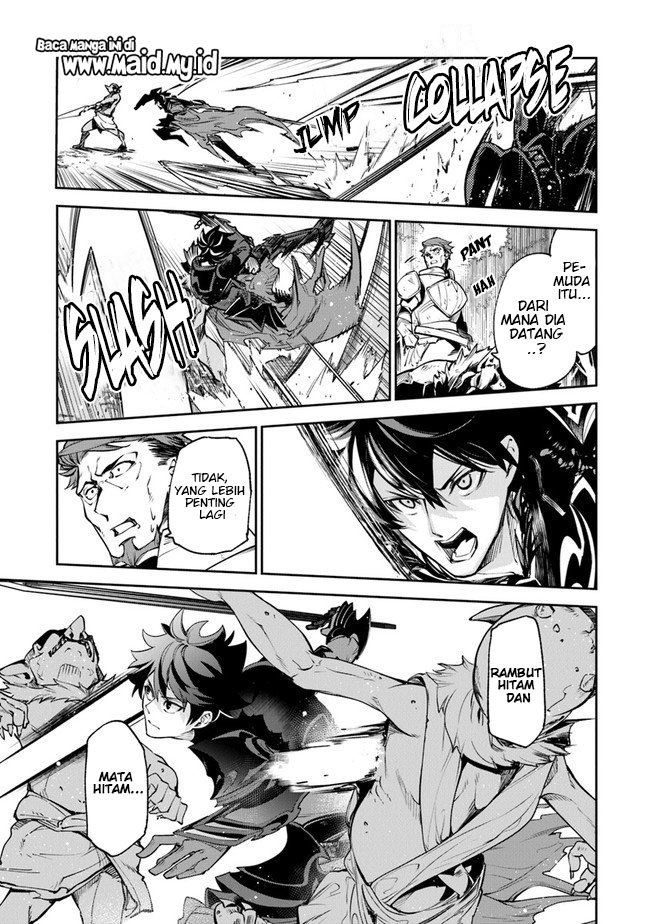 Baca Manga ini di
www.Maid.my.id
COLLAPSE
JUMP
PE-
MUDA
ITU...
DARI
MANA DIA
DATANG
..?
PANT
HAH
SLASH
TIDAK,
YANG LEBIH
PENTING
LAGI
RAMBUT
HITAM DAN
MATA
HITAM...